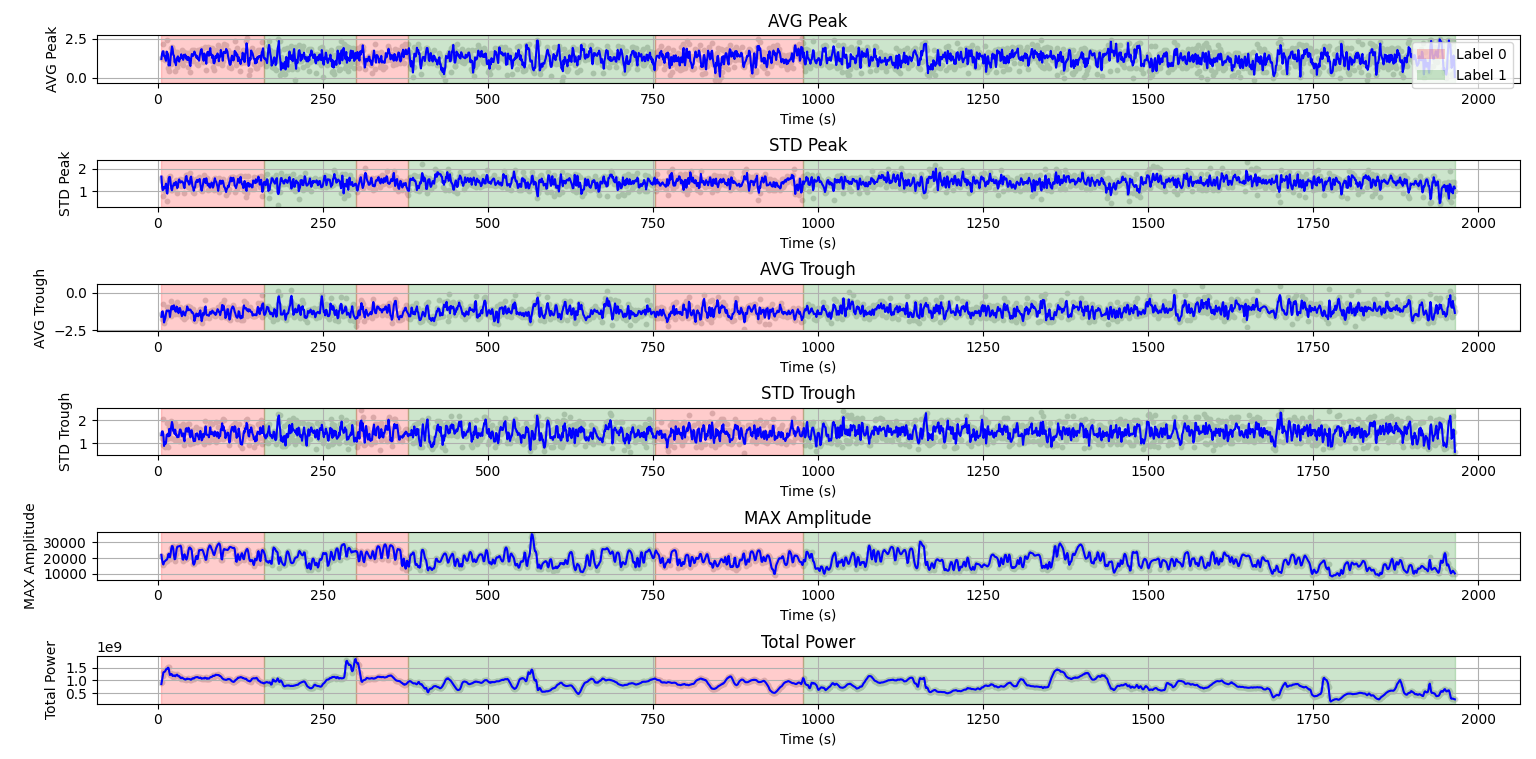 AVG Peak
AVG Peak
2.5
0.0
Label 0
Label 1
0 250 500 750 1000 1250 1500 1750 2000
Time (s)
STD Peak
STD Peak
2
1
0 250 500 750 1000 1250 1500 1750 2000
Time (s)
AVG Trough
AVG Trough
0.0
−2.5
0 250 500 750 1000 1250 1500 1750 2000
Time (s)
STD Trough
STD Trough
2
1
0 250 500 750 1000 1250 1500 1750 2000
Time (s)
MAX Amplitude
MAX Amplitude
30000
20000
10000
0 250 500 750 1000 1250 1500 1750 2000
Time (s)
Total Power
1e9
Total Power
1.5
1.0
0.5
0 250 500 750 1000 1250 1500 1750 2000
Time (s)